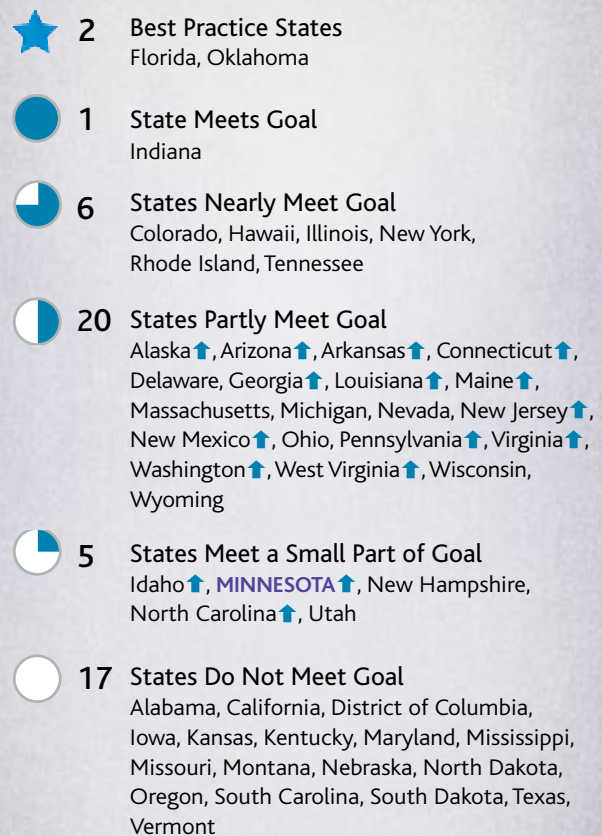 2 Best Practice States
Florida, Oklahoma
1 State Meets Goal
Indiana
6 States Nearly Meet Goal
Colorado, Hawaii, Illinois, New York,
Rhode Island, Tennessee
20 States Partly Meet Goal
Alaska⬆, Arizona⬆, Arkansas⬆, Connecticut⬆,
Delaware, Georgia⬆, Louisiana⬆, Maine⬆,
Massachusetts, Michigan, Nevada, New Jersey⬆,
New Mexico⬆, Ohio, Pennsylvania⬆, Virginia⬆,
Washington⬆, West Virginia⬆, Wisconsin,
Wyoming
5 States Meet a Small Part of Goal
Idaho⬆, MINNESOTA⬆, New Hampshire,
North Carolina⬆, Utah
17 States Do Not Meet Goal
Alabama, California, District of Columbia,
Iowa, Kansas, Kentucky, Maryland, Mississippi,
Missouri, Montana, Nebraska, North Dakota,
Oregon, South Carolina, South Dakota, Texas,
Vermont